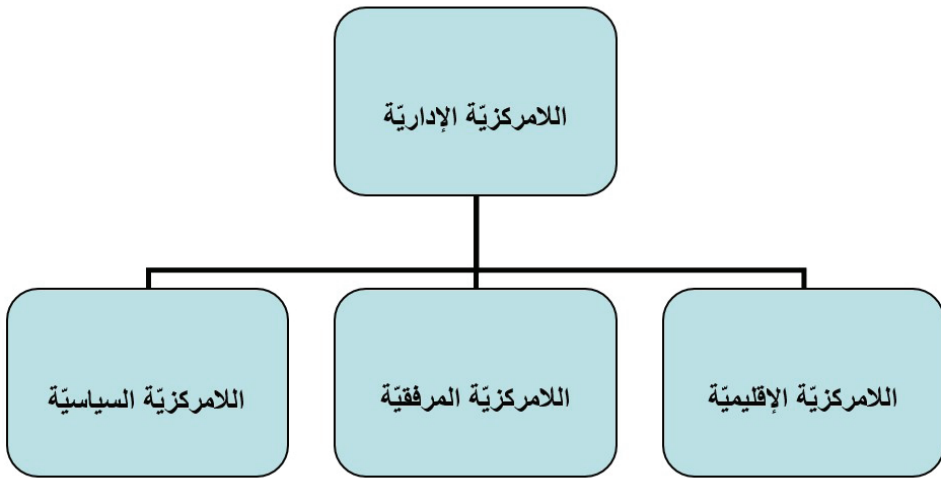 اللامركزيّة الإداريّة
اللامركزيّة الإقليميّة
اللامركزيّة المرفقيّة
اللامركزيّة السياسيّة